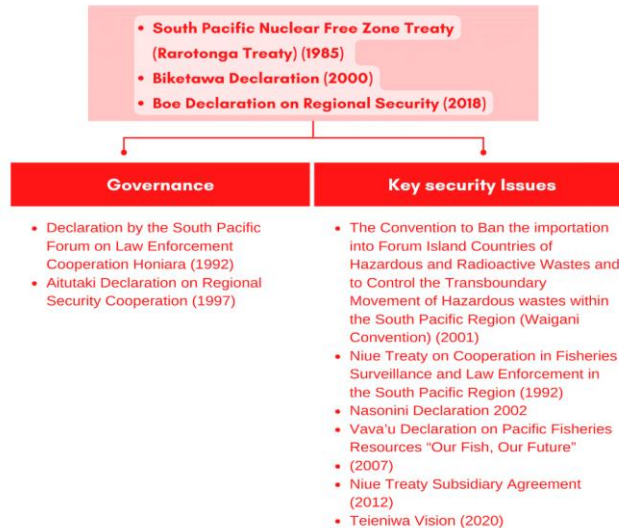 • South Pacific Nuclear Free Zone Treaty
(Rarotonga Treaty) (1985)
• Biketawa Declaration (2000)
• Boe Declaration on Regional Security (2018)
Governance
• Declaration by the South Pacific
Forum on Law Enforcement
Cooperation Honiara (1992)
• Aitutaki Declaration on Regional
Security Cooperation (1997)
Key security Issues
• The Convention to Ban the importation
into Forum Island Countries of
Hazardous and Radioactive Wastes and
to Control the Transboundary
Movement of Hazardous wastes within
the South Pacific Region (Waigani
Convention) (2001)
• Niue Treaty on Cooperation in Fisheries
Surveillance and Law Enforcement in
the South Pacific Region (1992)
• Nasonini Declaration 2002
• Vava’u Declaration on Pacific Fisheries
Resources “Our Fish, Our Future”
• (2007)
• Niue Treaty Subsidiary Agreement
(2012)
• Teieniwa Vision (2020)